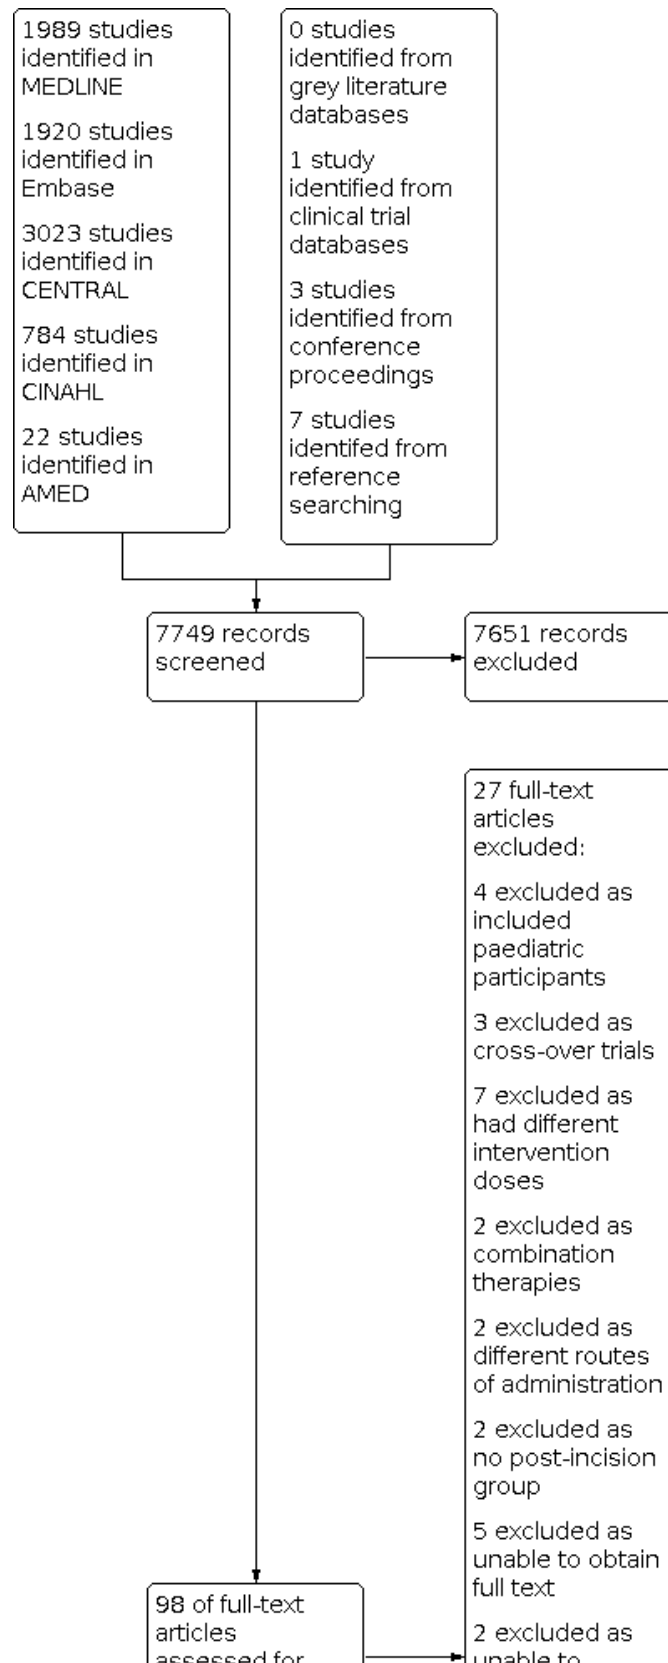 1989 studies
identified in
MEDLINE
1920 studies
identified in
Embase
3023 studies
identified in
CENTRAL
784 studies
identified in
CINAHL
22 studies
identified in
AMED
0 studies
identified from
grey literature
databases
1 study
identified from
clinical trial
databases
3 studies
identified from
conference
proceedings
7 studies
identifed from
reference
searching
7749 records
screened
7651 records
excluded
27 full-text
articles
excluded:
4 excluded as
included
paediatric
participants
3 excluded as
cross-over trials
7 excluded as
had different
intervention
doses
2 excluded as
combination
therapies
2 excluded as
different routes
of administration
2 excluded as
no post-incision
group
5 excluded as
unable to obtain
full text
2 excluded as
unable to
98 of full-text
articles
assessed for